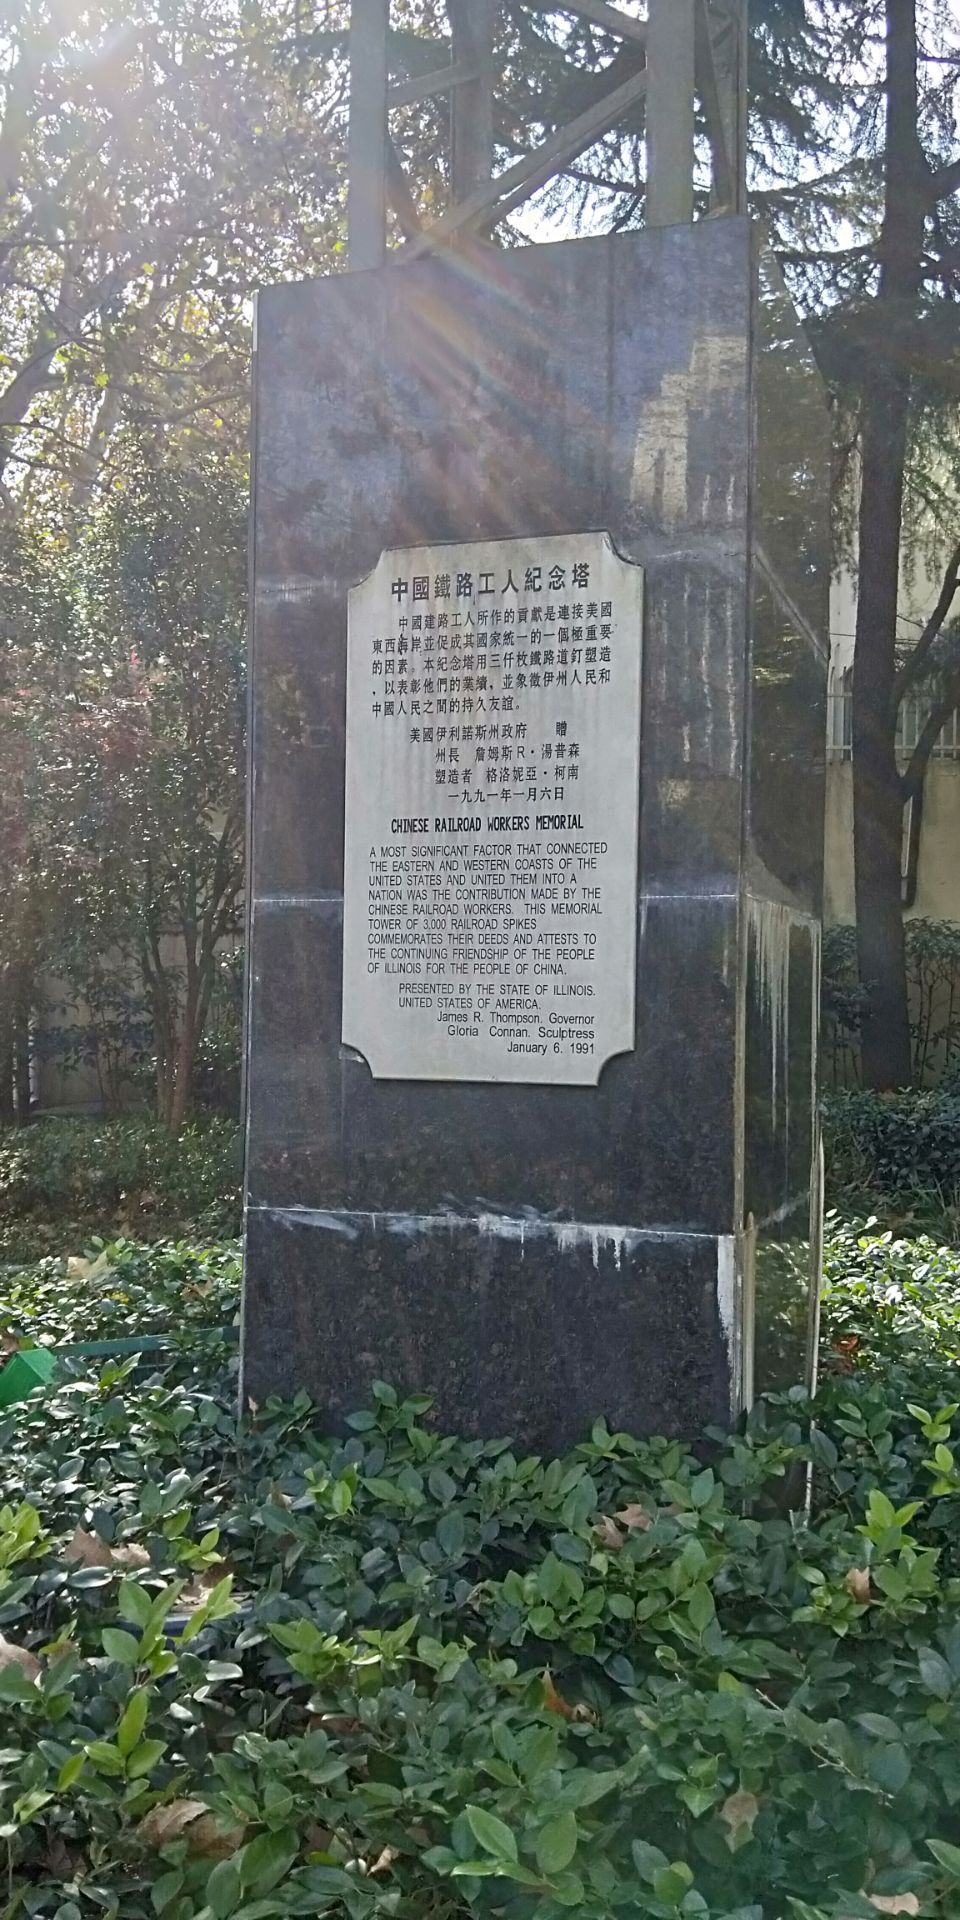 中國鐵路工人紀念塔
中國建路工人所作的貢獻是連接美國
東西海岸並促成其國家統一的一個極重要
的因素。本紀念塔用三仟枚鐵路道釘塑造
，以表彰他們的業績，並象徵伊州人民和
中國人民之間的持久友誼。
美國伊利諾斯州政府 贈
州長 詹姆斯R·湯普森
塑造者 格洛妮亞·柯南
一九九一年一月六日
CHINESE RAILROAD WORKERS MEMORIAL
A MOST SIGNIFICANT FACTOR THAT CONNECTED
THE EASTERN AND WESTERN COASTS OF THE
UNITED STATES AND UNITED THEM INTO A
NATION WAS THE CONTRIBUTION MADE BY THE
CHINESE RAILROAD WORKERS. THIS MEMORIAL
TOWER OF 3,000 RAILROAD SPIKES
COMMEMORATES THEIR DEEDS AND ATTESTS TO
THE CONTINUING FRIENDSHIP OF THE PEOPLE
OF ILLINOIS FOR THE PEOPLE OF CHINA.
PRESENTED BY THE STATE OF ILLINOIS.
UNITED STATES OF AMERICA.
James R. Thompson. Governor
Gloria Connan. Sculptress
January 6. 1991